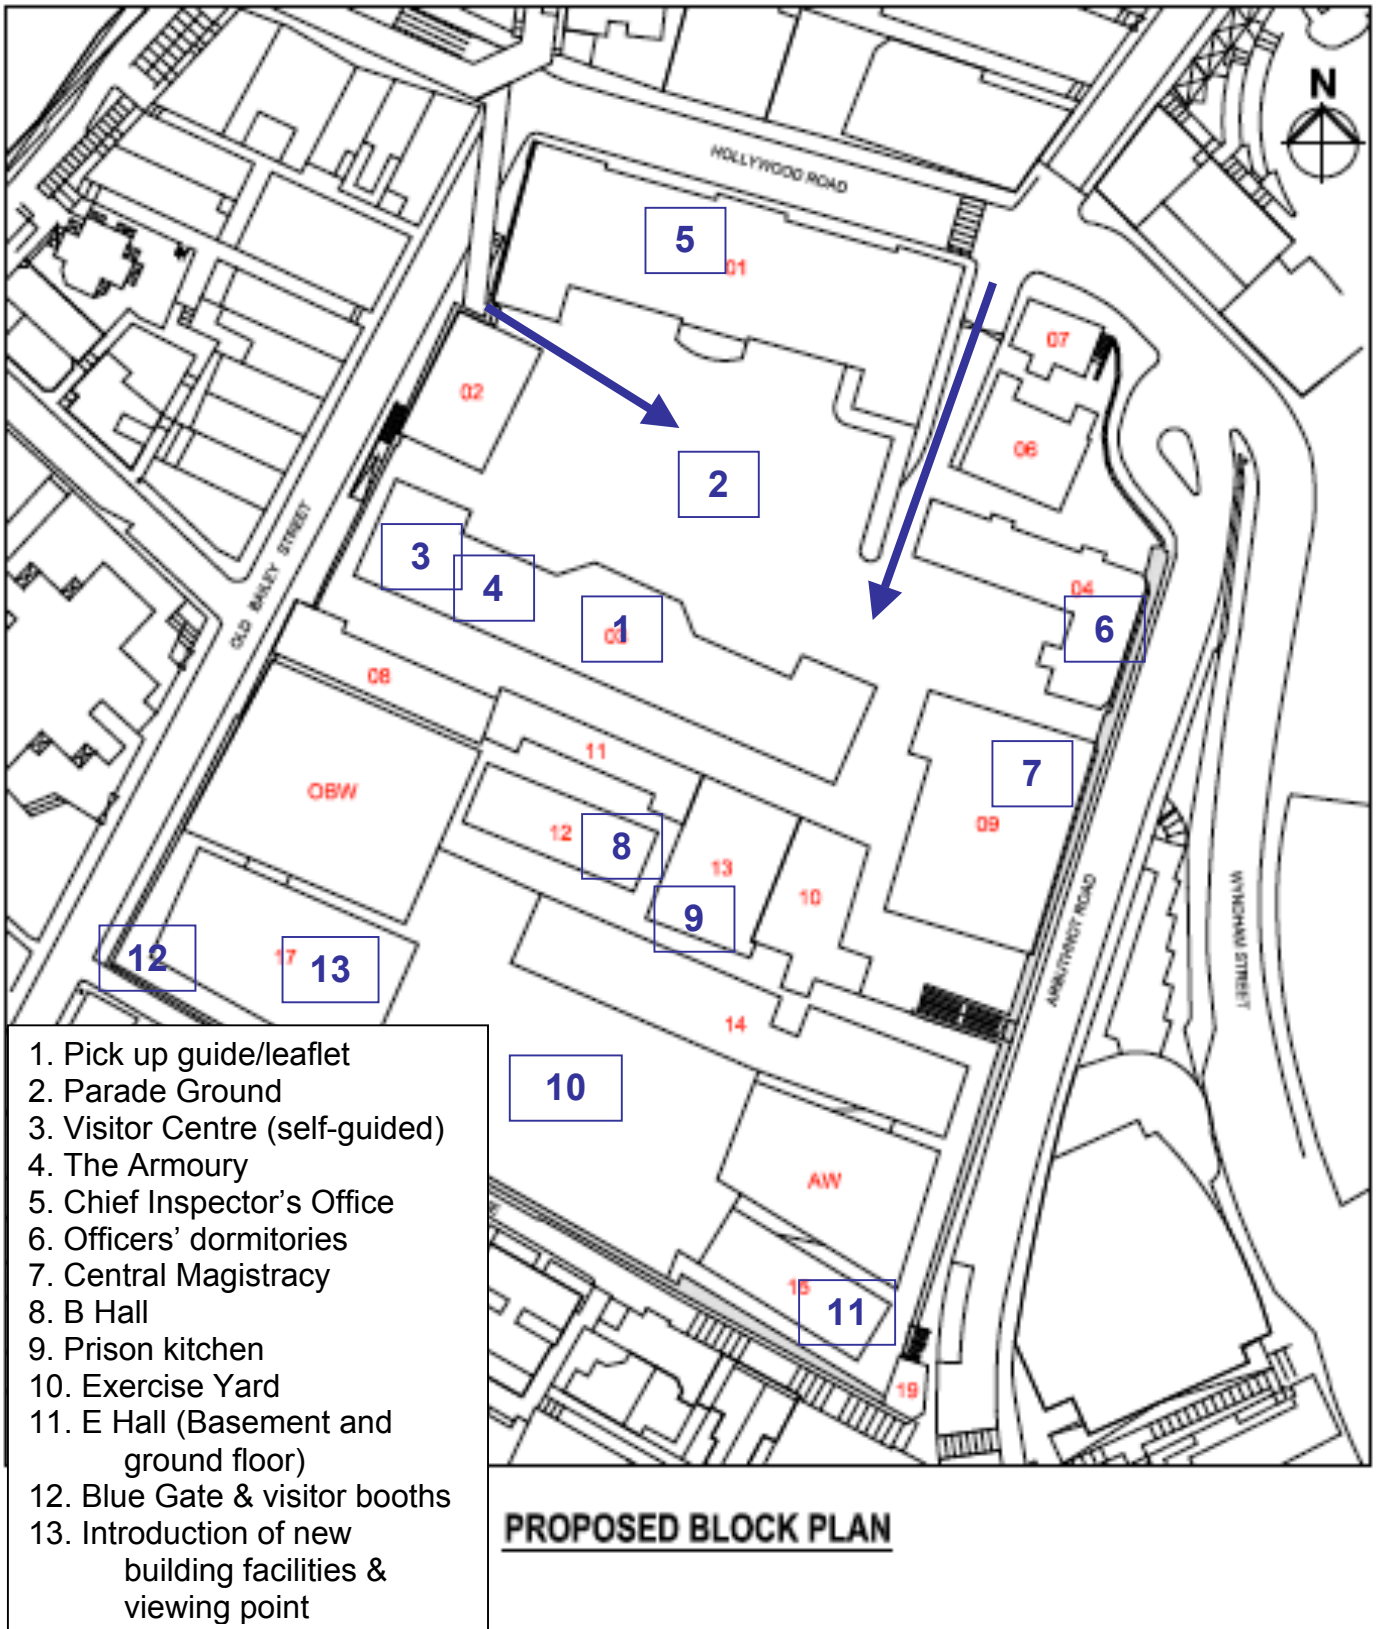 N
HOLLYWOOD ROAD
5
01
07
02
06
2
3
4
04
1
6
OLD BAILEY STREET
08
11
7
OBW
12
8
09
13
10
9
ARBUTHNOT ROAD
WYNDHAM STREET
12
17
13
14
10
AW
15
11
19
1. Pick up guide/leaflet
2. Parade Ground
3. Visitor Centre (self-guided)
4. The Armoury
5. Chief Inspector’s Office
6. Officers’ dormitories
7. Central Magistracy
8. B Hall
9. Prison kitchen
10. Exercise Yard
11. E Hall (Basement and
ground floor)
12. Blue Gate & visitor booths
13. Introduction of new
building facilities &
viewing point
PROPOSED BLOCK PLAN